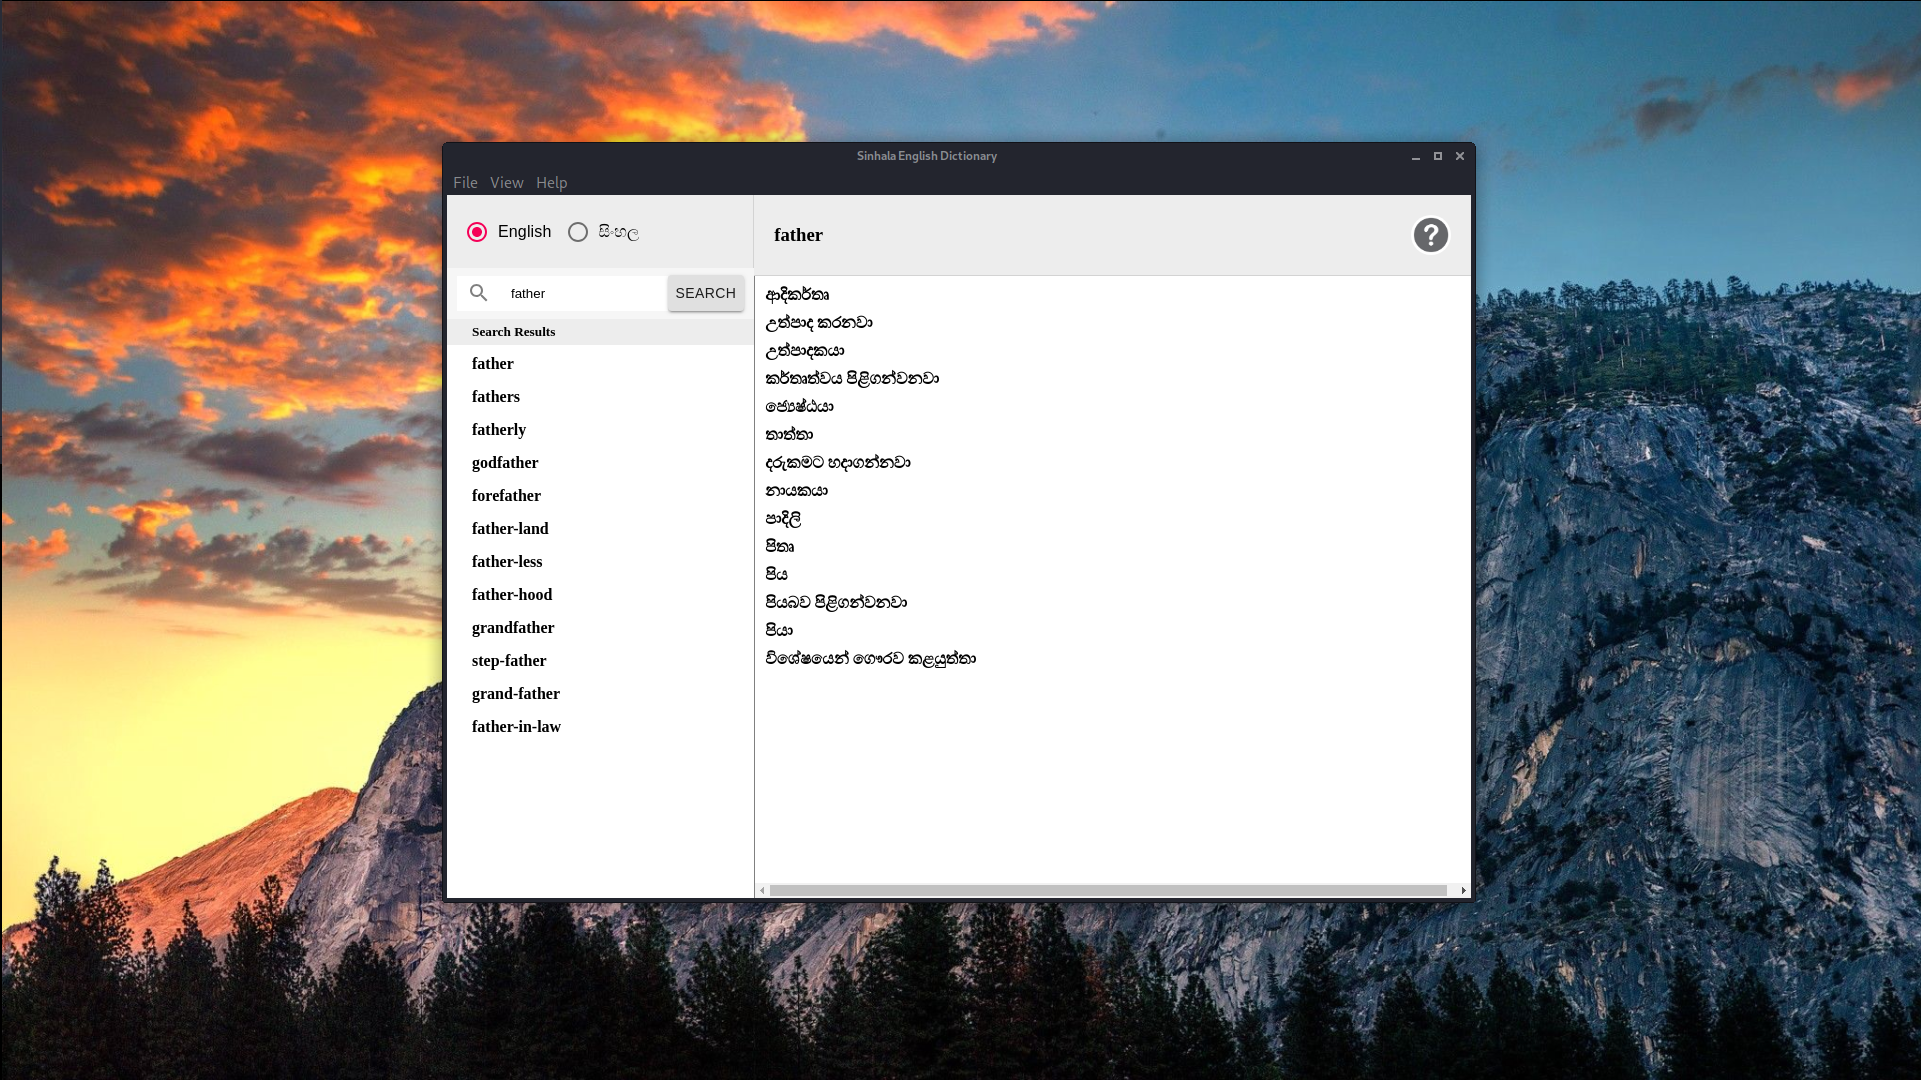 Sinhala English Dictionary
File View Help
English සිංහල
father
father SEARCH
Search Results
father
fathers
fatherly
godfather
forefather
father-land
father-less
father-hood
grandfather
step-father
grand-father
father-in-law
ආදිකර්තෘ
උත්පාද කරනවා
උත්පාදකයා
කර්තෘත්වය පිළිගන්වනවා
ජ්‍යෙෂ්ඨයා
තාත්තා
දරුකමට හදාගන්නවා
නායකයා
පාදිලි
පිතෘ
පිය
පියබව පිළිගන්වනවා
පියා
විශේෂයෙන් ගෞරව කළයුත්තා